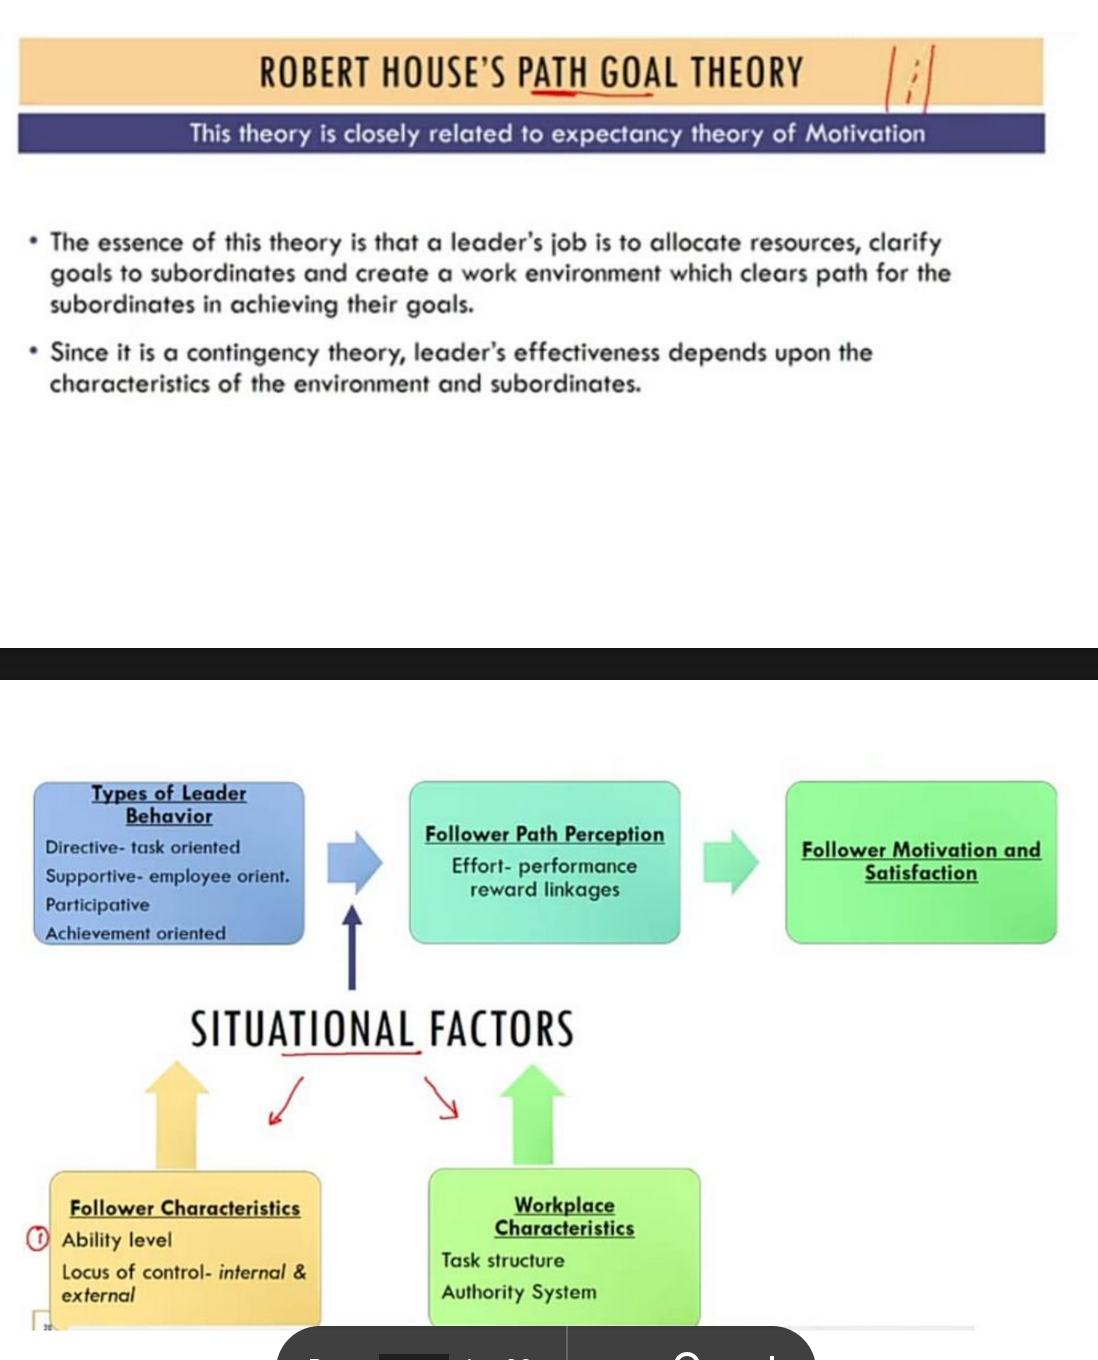 ROBERT HOUSE'S PATH GOAL THEORY
This theory is closely related to expectancy theory of Motivation
• The essence of this theory is that a leader's job is to allocate resources, clarify
goals to subordinates and create a work environment which clears path for the
subordinates in achieving their goals.
• Since it is a contingency theory, leader's effectiveness depends upon the
characteristics of the environment and subordinates.
Types of Leader
Behavior
Directive- task oriented
Supportive- employee orient.
Participative
Achievement oriented
Follower Path Perception
Effort- performance
reward linkages
Follower Motivation and
Satisfaction
SITUATIONAL FACTORS
Follower Characteristics
Ability level
Locus of control- internal &
external
Workplace
Characteristics
Task structure
Authority System